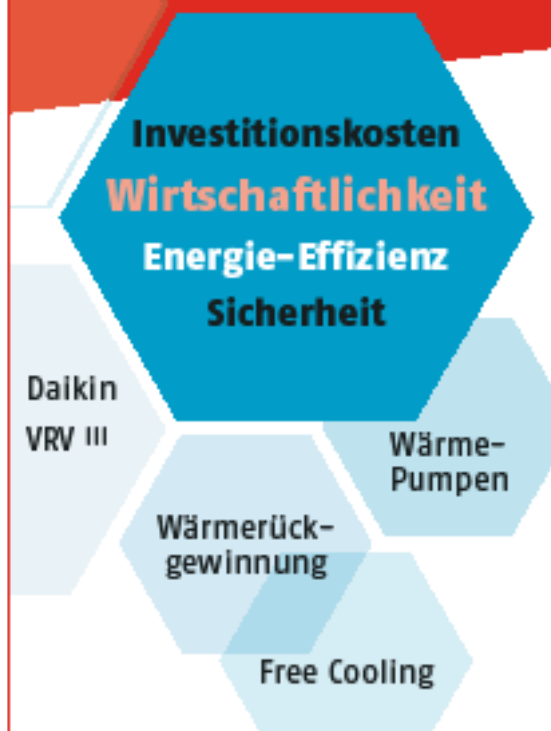 Investitionskosten
Wirtschaftlichkeit
Energie-Effizienz
Sicherheit
Daikin
VRV III
Wärme-
Pumpen
Wärmerück-
gewinnung
Free Cooling